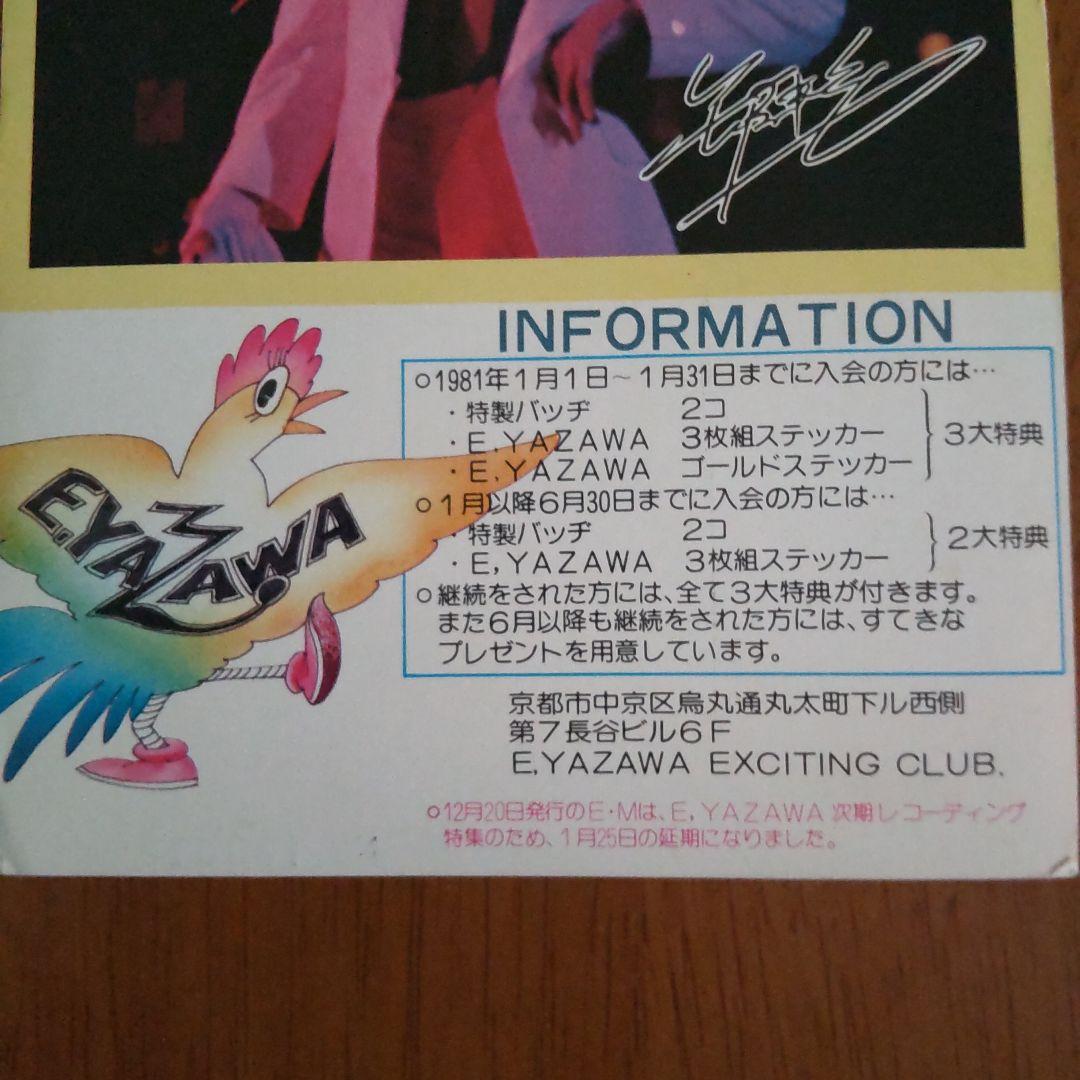 INFORMATION
○1981年1月1日～1月31日までに入会の方には…
・特製バッヂ 2コ
・E.YAZAWA 3枚組ステッカー
・E.YAZAWA ゴールドステッカー
3大特典
○1月以降6月30日までに入会の方には…
・特製バッヂ 2コ
・E,YAZAWA 3枚組ステッカー
2大特典
○継続をされた方には、全て3大特典が付きます。
また6月以降も継続をされた方には、すてきな
プレゼントを用意しています。
E.YAZAWA
京都市中京区烏丸通丸太町下ル西側
第7長谷ビル6F
E,YAZAWA EXCITING CLUB.
○12月20日発行のE・Mは、E,YAZAWA次期レコーディング
特集のため、1月25日の延期になりました。